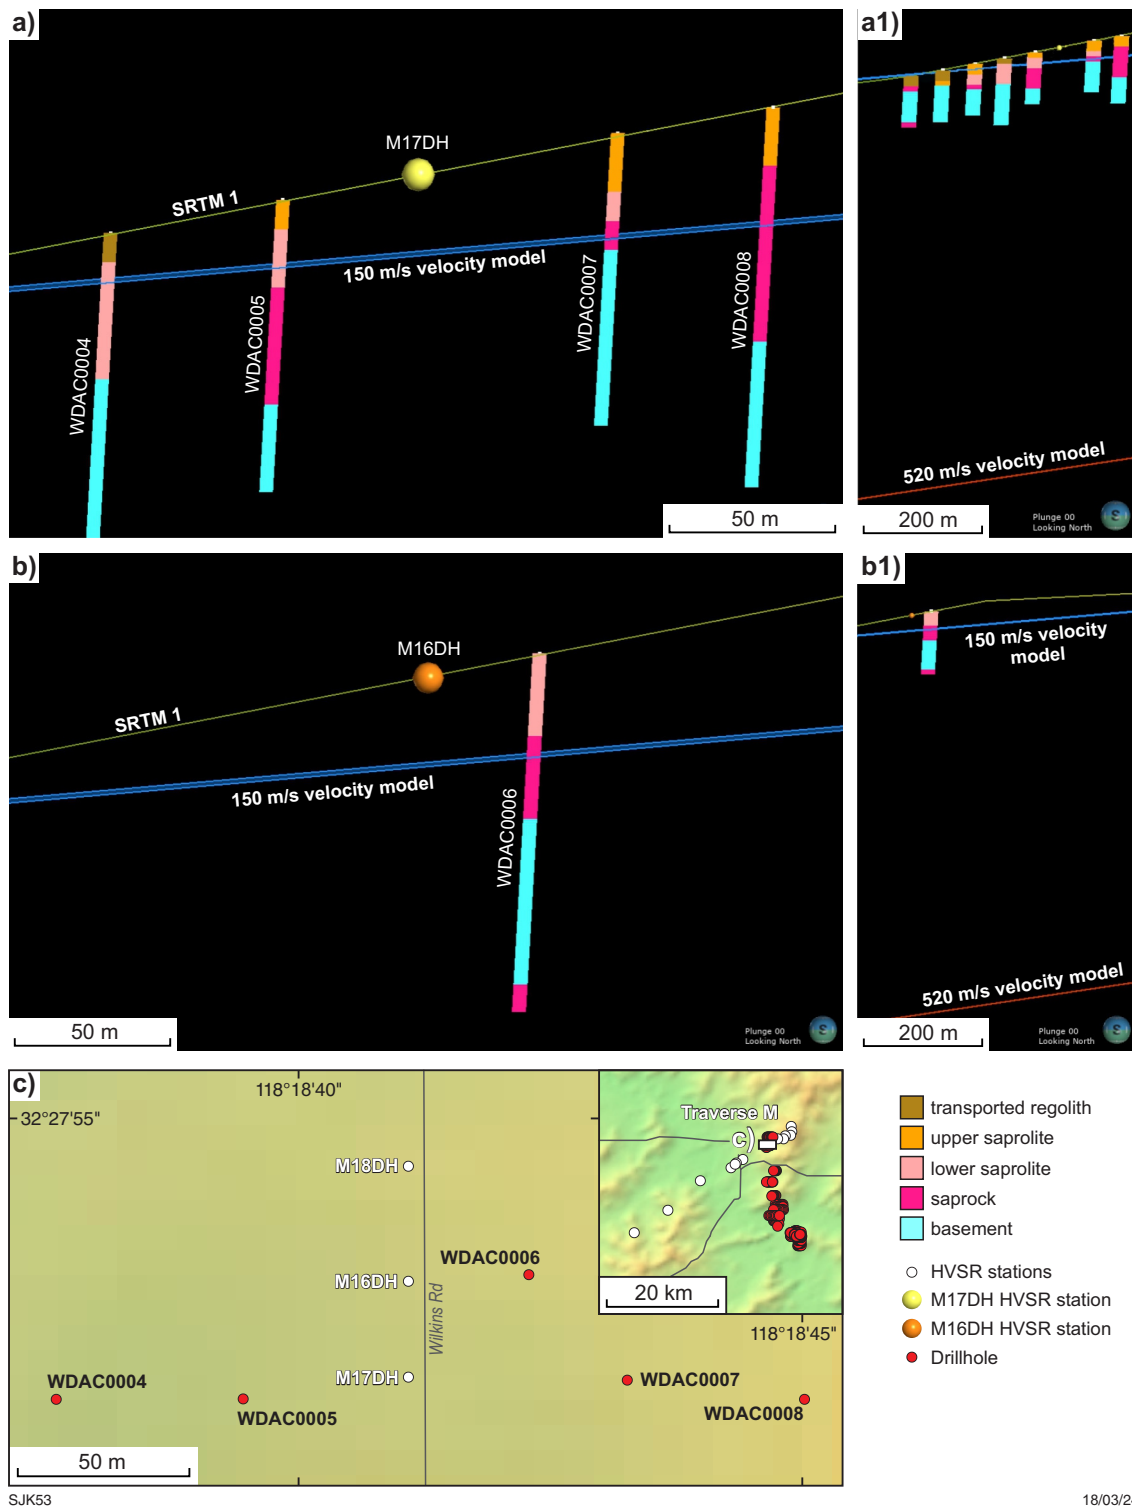 a)
M17DH
SRTM 1
150 m/s velocity model
WDAC0004
WDAC0005
WDAC0007
WDAC0008
50 m
a1)
520 m/s velocity model
200 m
Plunge 00
Looking North
S
b)
M16DH
SRTM 1
150 m/s velocity model
WDAC0006
50 m
Plunge 00
Looking North
S
b1)
150 m/s velocity
model
520 m/s velocity model
200 m
Plunge 00
Looking North
S
c)
118°18'40"
32°27'55"
M18DH
M16DH
M17DH
WDAC0006
Wilkins Rd
WDAC0004
WDAC0005
WDAC0007
WDAC0008
118°18'45"
50 m
Traverse M
c)
20 km
transported regolith
upper saprolite
lower saprolite
saprock
basement
HVSR stations
M17DH HVSR station
M16DH HVSR station
Drillhole
SJK53